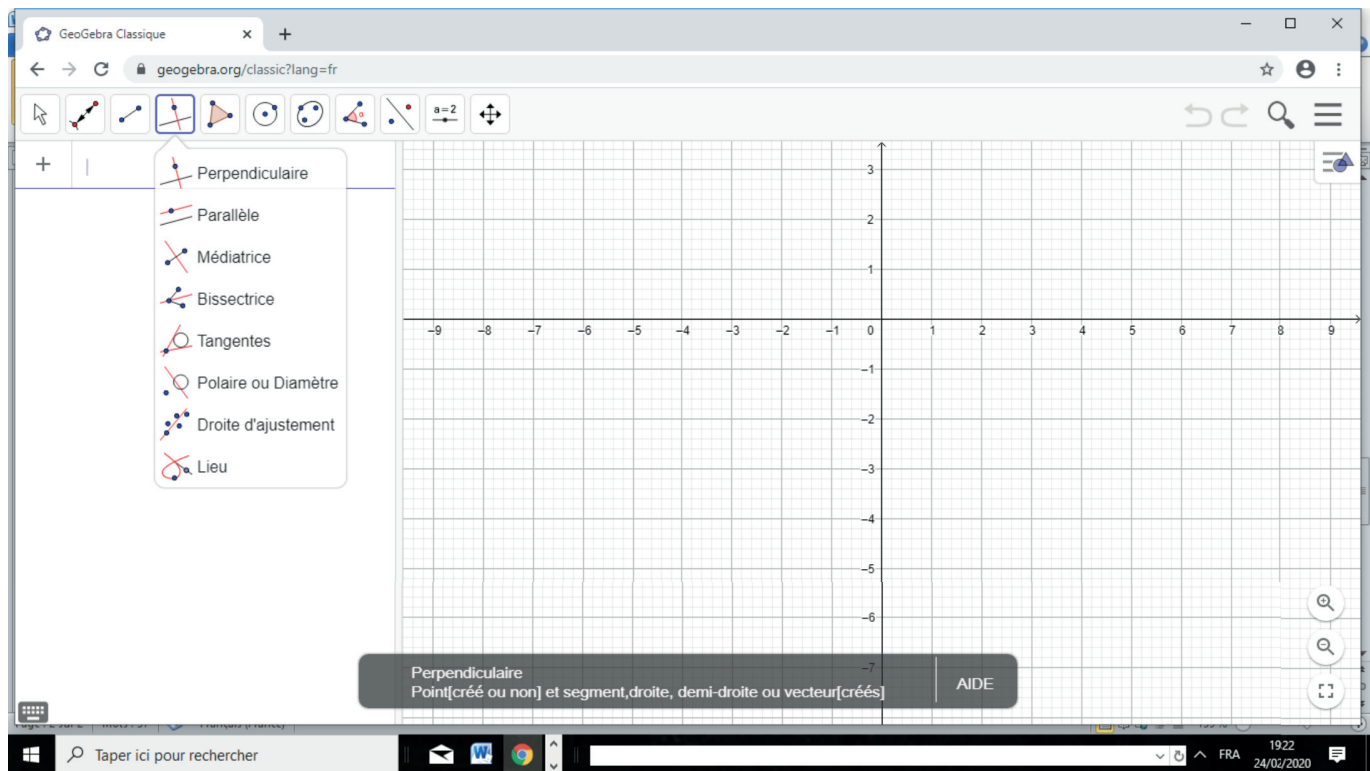 GeoGebra Classique
geogebra.org/classic?lang=fr
α
a=2
Perpendiculaire
Parallèle
Médiatrice
Bissectrice
Tangentes
Polaire ou Diamètre
Droite d'ajustement
Lieu
3
2
1
–9 –8 –7 –6 –5 –4 –3 –2 –1 0 1 2 3 4 5 6 7 8 9
–1
–2
–3
–4
–5
–6
–7
Perpendiculaire
Point[créé ou non] et segment,droite, demi-droite ou vecteur[créés]
AIDE
Taper ici pour rechercher
W
FRA
1922
24/02/2020